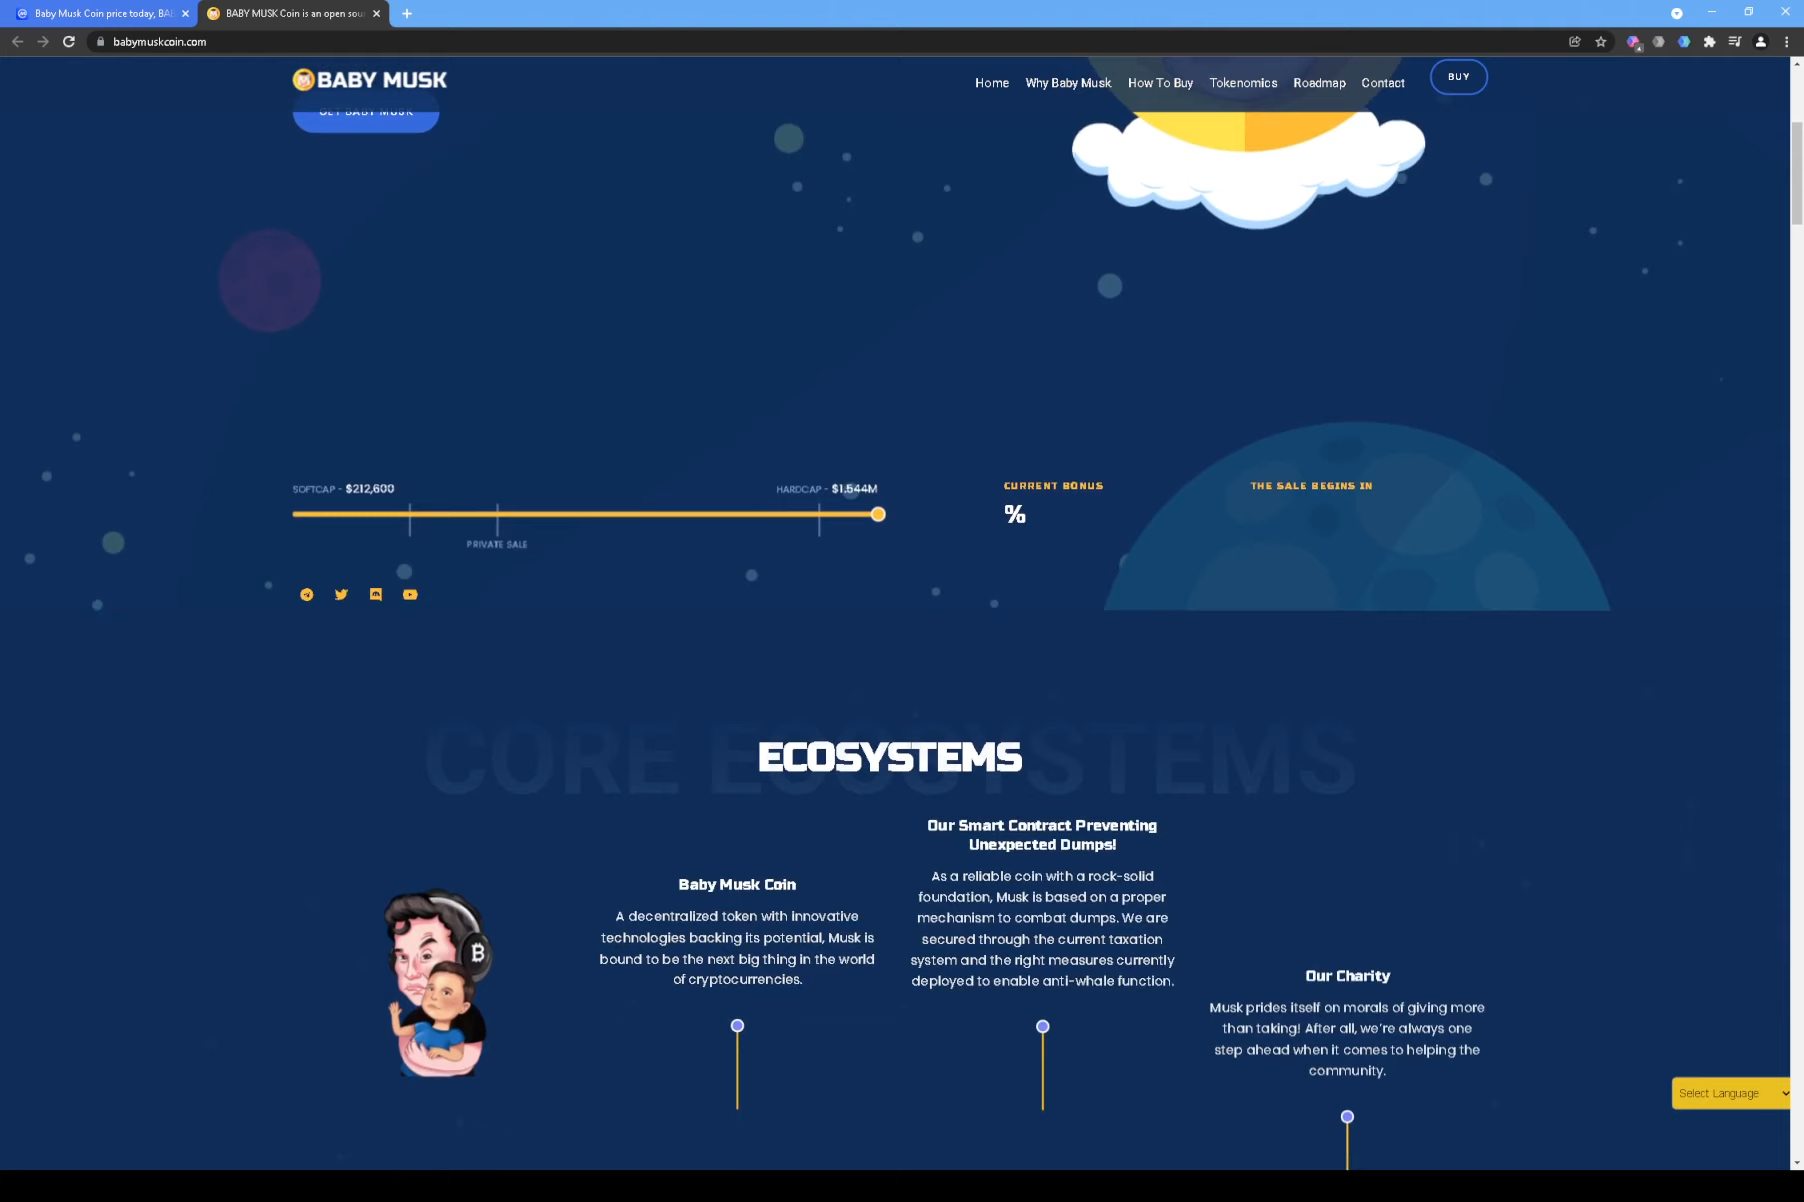 Baby Musk Coin price today, BAB
BABY MUSK Coin is an open sou
babymuskcoin.com
BABY MUSK
Home
Why Baby Musk
How To Buy
Tokenomics
Roadmap
Contact
BUY
GET BABY MUSK
SOFTCAP - $212,600
HARDCAP - $1.544M
PRIVATE SALE
CURRENT BONUS
%
THE SALE BEGINS IN
CORE ECOSYSTEMS
ECOSYSTEMS
Baby Musk Coin
A decentralized token with innovative
technologies backing its potential, Musk is
bound to be the next big thing in the world
of cryptocurrencies.
Our Smart Contract Preventing
Unexpected Dumps!
As a reliable coin with a rock-solid
foundation, Musk is based on a proper
mechanism to combat dumps. We are
secured through the current taxation
system and the right measures currently
deployed to enable anti-whale function.
Our Charity
Musk prides itself on morals of giving more
than taking! After all, we're always one
step ahead when it comes to helping the
community.
Select Language